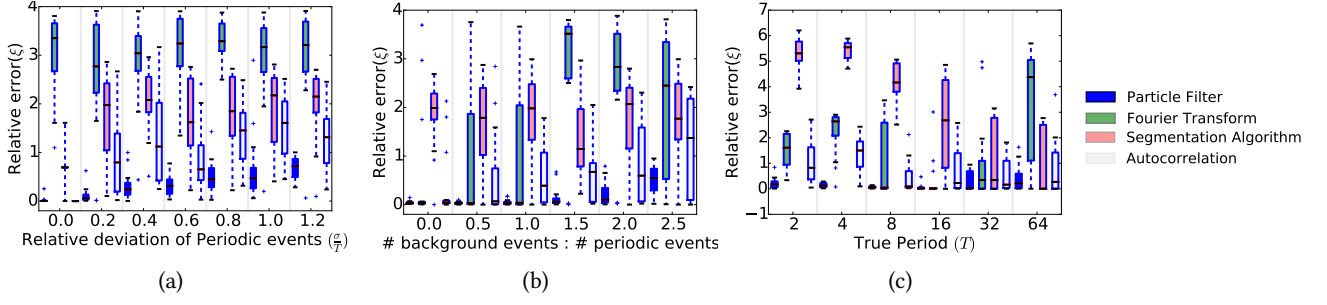 4
3
2
1
0
Relative error(ξ)
0.0 0.2 0.4 0.6 0.8 1.0 1.2
Relative deviation of Periodic events (σ/T)
(a)
4
3
2
1
0
Relative error(ξ)
0.0 0.5 1.0 1.5 2.0 2.5
# background events : # periodic events
(b)
7
6
5
4
3
2
1
0
−1
Relative error(ξ)
2 4 8 16 32 64
True Period (T)
(c)
Particle Filter
Fourier Transform
Segmentation Algorithm
Autocorrelation